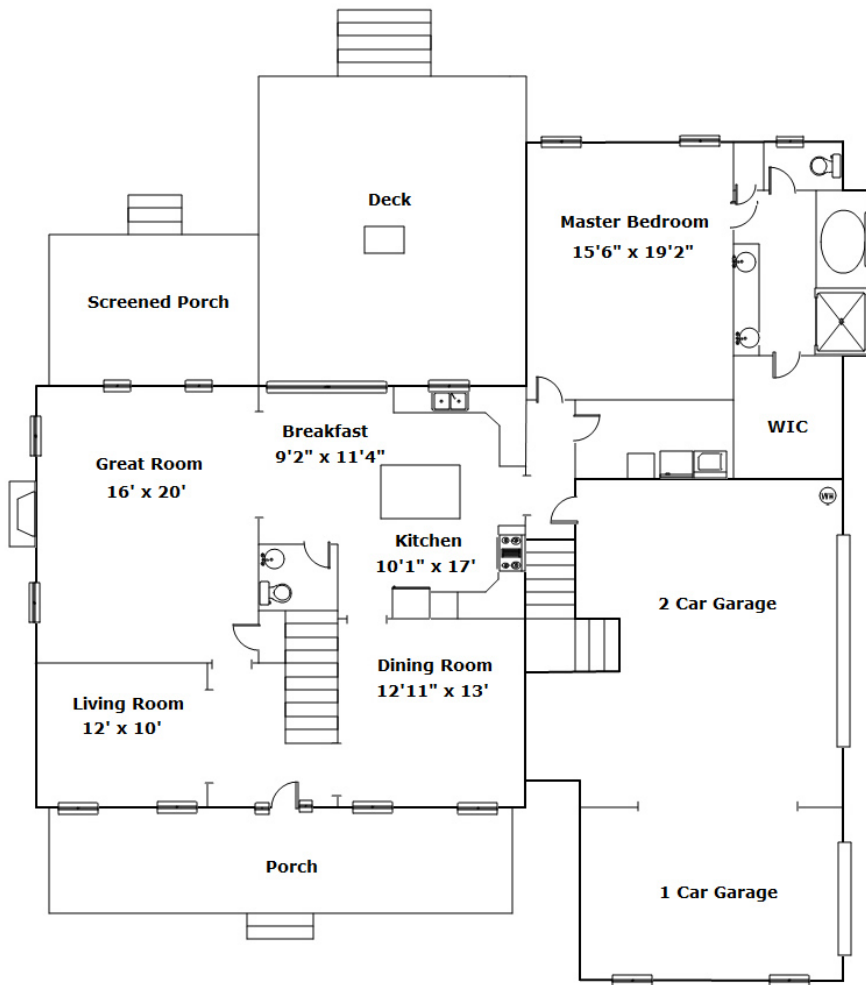 Deck
Master Bedroom
15'6" x 19'2"
Screened Porch
Breakfast
9'2" x 11'4"
WIC
Great Room
16' x 20'
WH
Kitchen
10'1" x 17'
2 Car Garage
Dining Room
12'11" x 13'
Living Room
12' x 10'
Porch
1 Car Garage